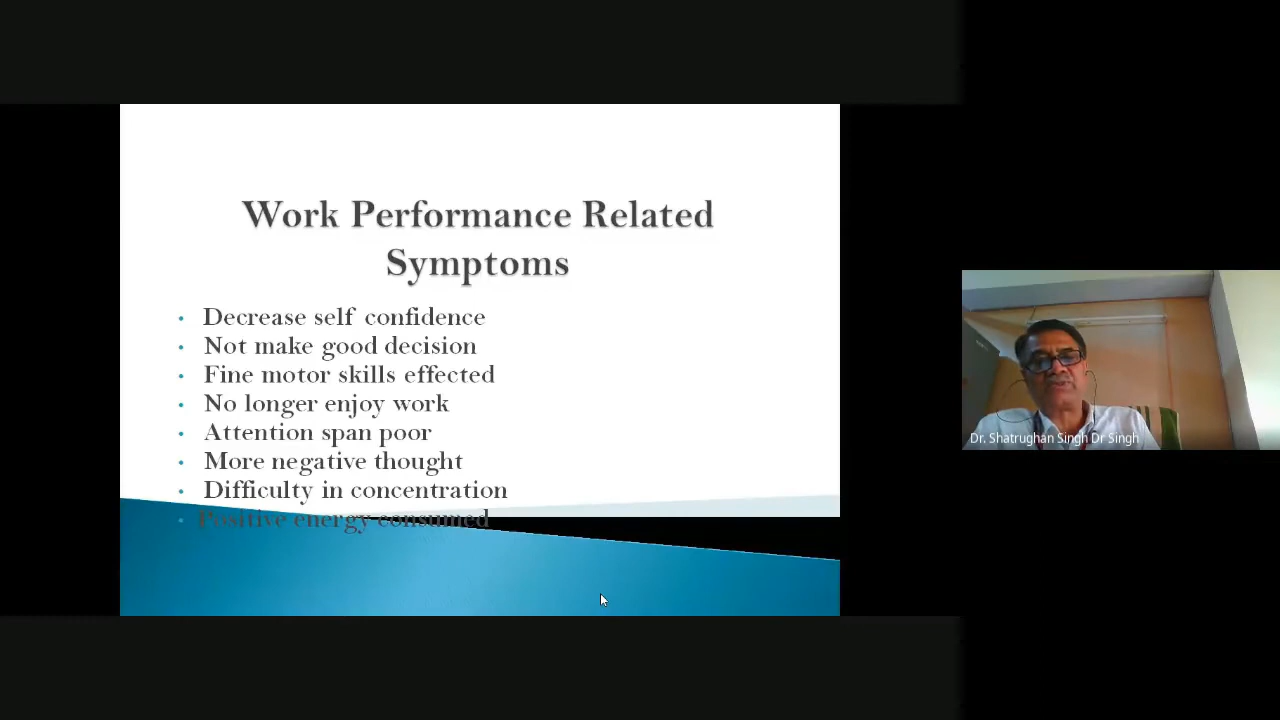 Work Performance Related
Symptoms
• Decrease self confidence
• Not make good decision
• Fine motor skills effected
• No longer enjoy work
• Attention span poor
• More negative thought
• Difficulty in concentration
• Positive energy consumed
Dr. Shatrughan Singh Dr Singh